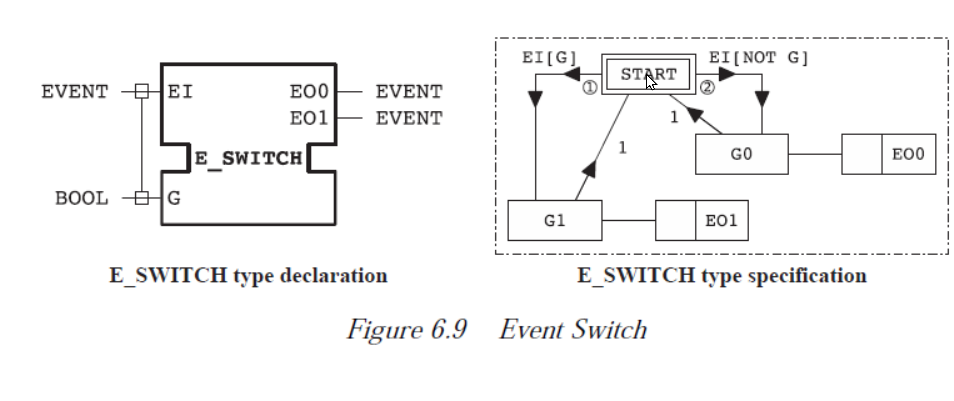 EVENT
EI
EO0
EVENT
EO1
EVENT
E_SWITCH
BOOL
G
E_SWITCH type declaration
EI[G]
START
EI[NOT G]
①
②
1
G0
EO0
1
G1
EO1
E_SWITCH type specification
Figure 6.9 Event Switch